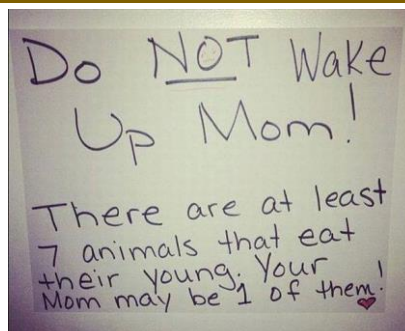 Do NOT Wake
Up Mom!
There are at least
7 animals that eat
their young. Your
Mom may be 1 of them!